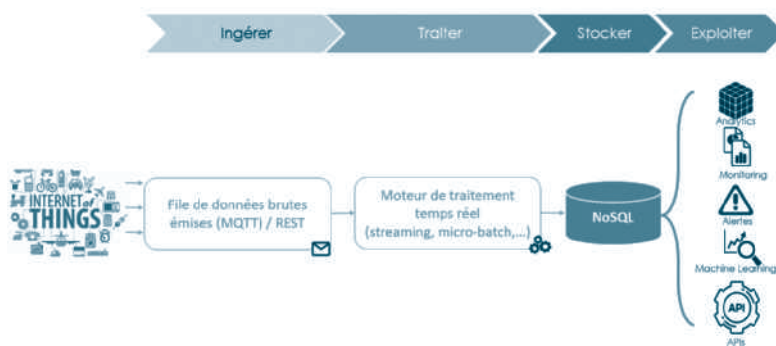 Ingérer
Traiter
Stocker
Exploiter
INTERNET of
THINGS
File de données brutes
émises (MQTT) / REST
Moteur de traitement
temps réel
(streaming, micro-batch,...)
NoSQL
Analytics
Monitoring
Alertes
Machine Learning
API
APIs